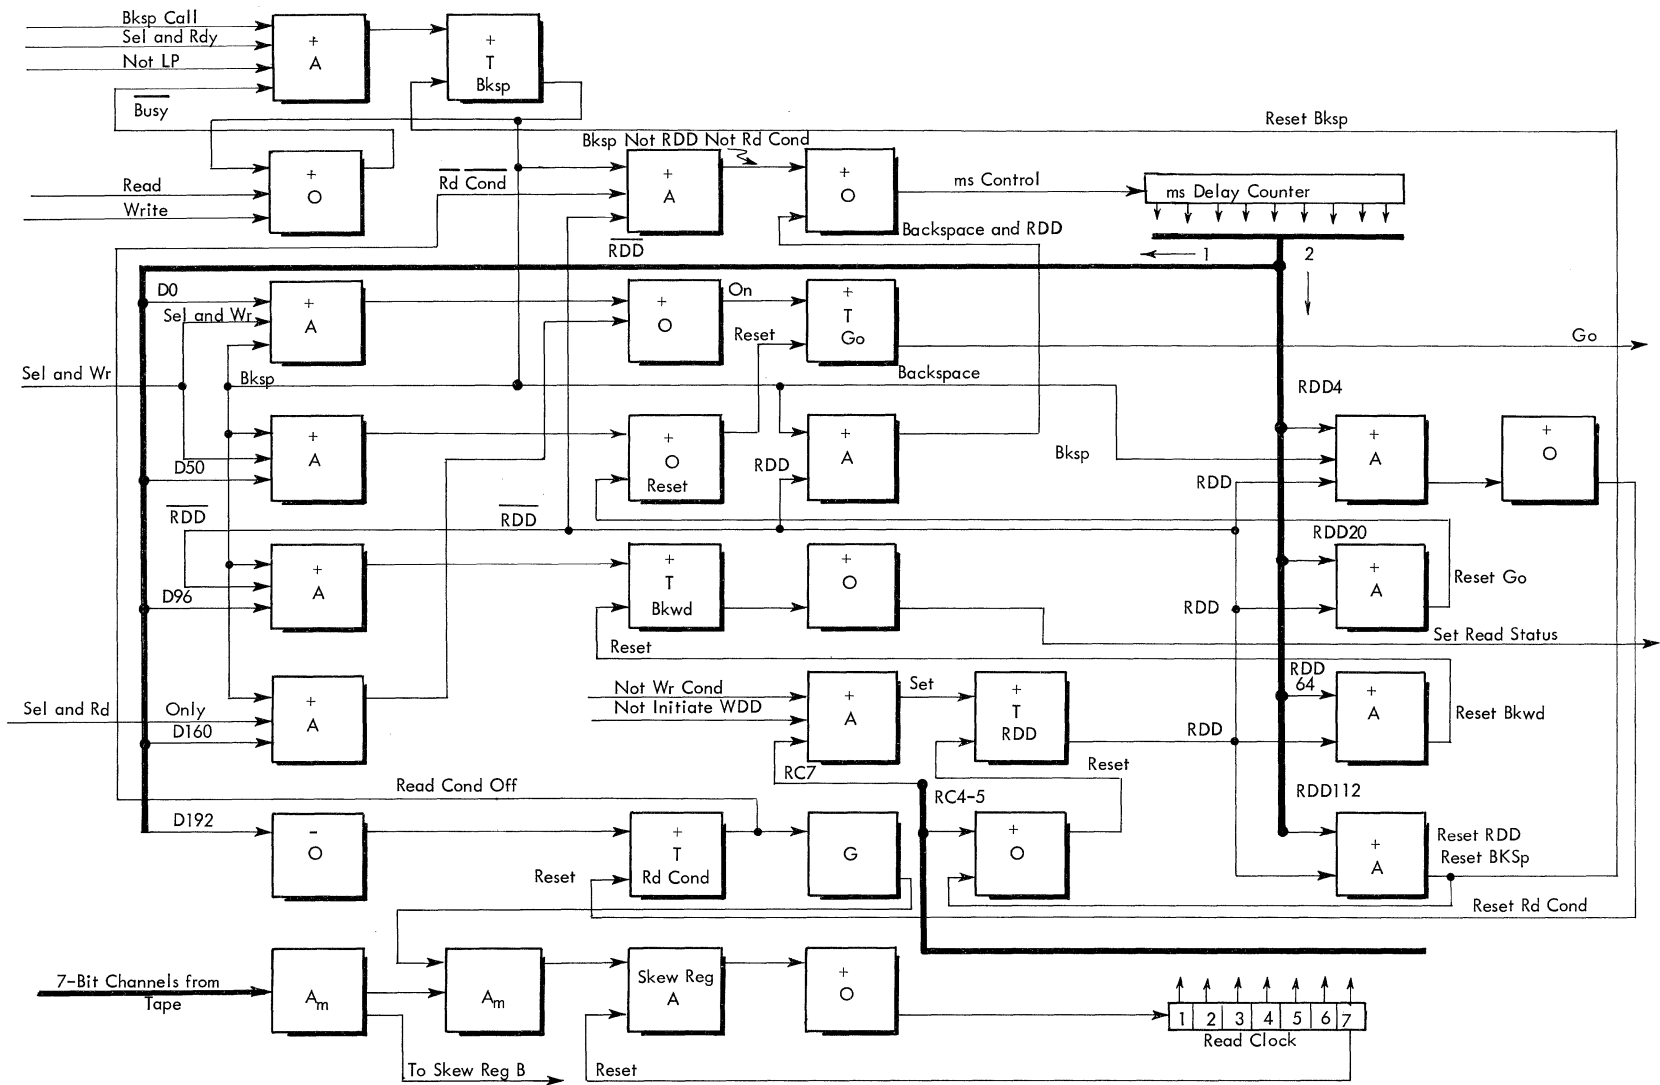 Bksp Call
Sel and Rdy
Not LP
Busy
+
A
+
T
Bksp
Reset Bksp
Read
Write
+
O
Rd Cond
Bksp Not RDD Not Rd Cond
+
A
RDD
+
O
ms Control
ms Delay Counter
Backspace and RDD
1
2
D0
Sel and Wr
+
A
+
O
On
Reset
+
T
Go
Go
Sel and Wr
Bksp
Backspace
RDD4
D50
+
A
+
O
Reset
RDD
+
A
Bksp
RDD
+
A
+
O
RDD
RDD
RDD20
D96
+
A
+
T
Bkwd
+
O
RDD
+
A
Reset Go
Set Read Status
Reset
Sel and Rd
Only
D160
+
A
Not Wr Cond
Not Initiate WDD
+
A
Set
+
T
RDD
RDD
RDD
64
+
A
Reset Bkwd
RC7
Reset
Read Cond Off
RC4-5
RDD112
D192
-
O
+
T
Rd Cond
Reset
G
+
O
+
A
Reset RDD
Reset BKSp
Reset Rd Cond
7-Bit Channels from
Tape
Am
Am
Skew Reg
A
+
O
1 2 3 4 5 6 7
Read Clock
To Skew Reg B
Reset